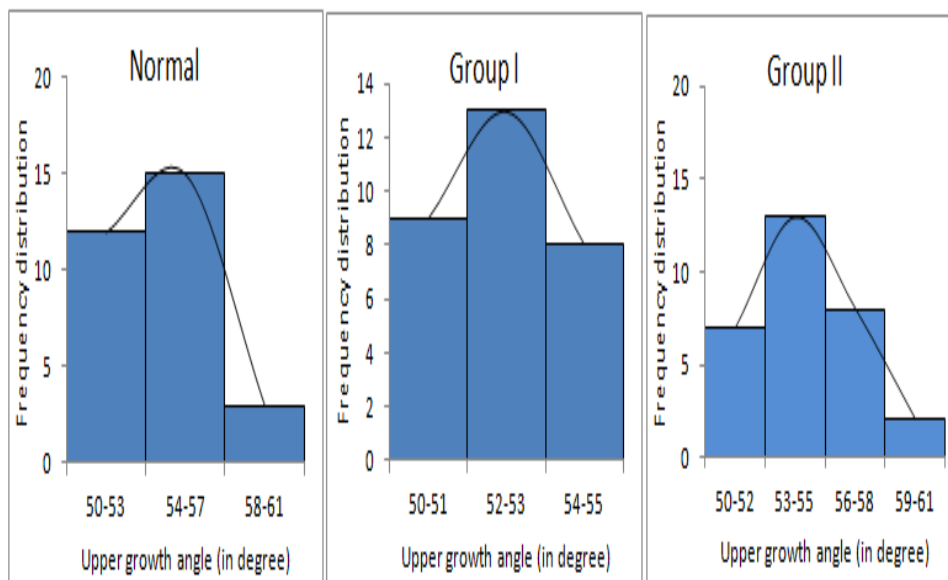 Normal
Frequency distribution
20
15
10
5
0
50-53 54-57 58-61
Upper growth angle (in degree)
Group I
Frequency distribution
14
12
10
8
6
4
2
0
50-51 52-53 54-55
Upper growth angle (in degree)
Group II
Frequency distribution
20
15
10
5
0
50-52 53-55 56-58 59-61
Upper growth angle (in degree)